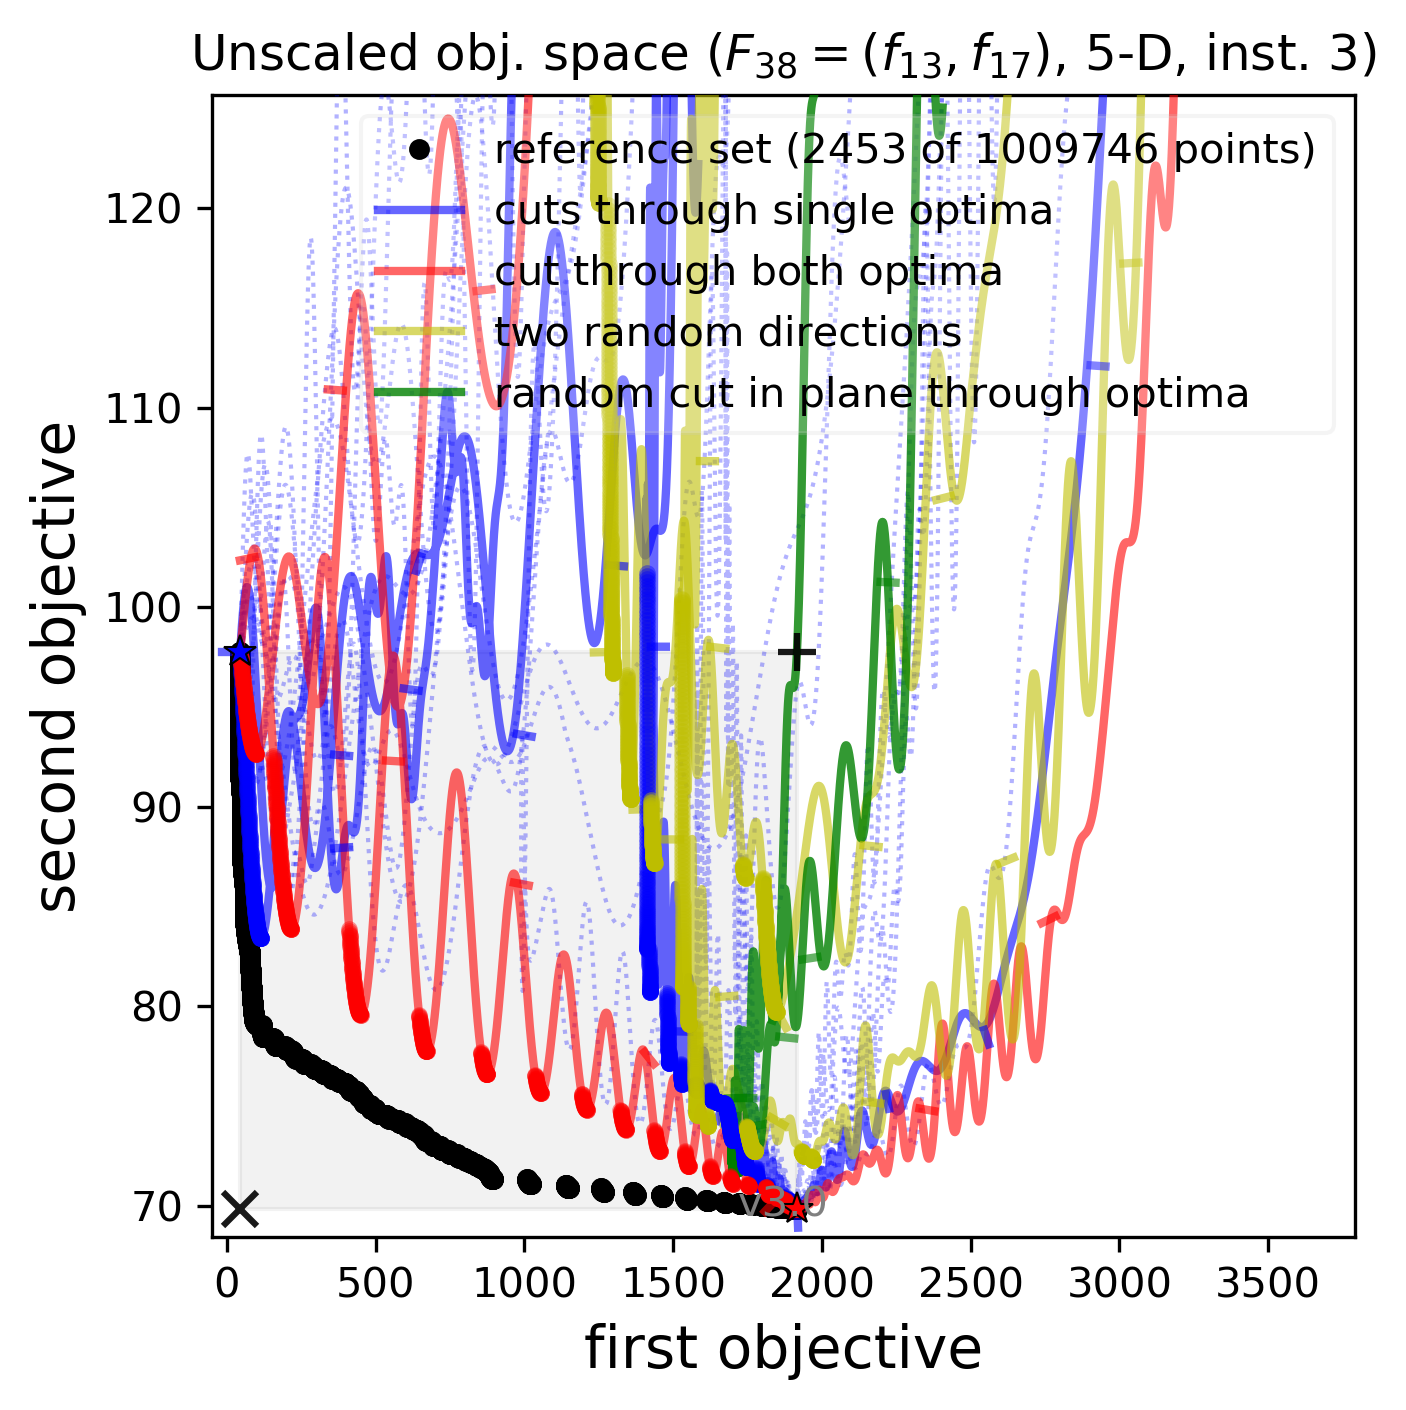 Unscaled obj. space (F38 = (f13, f17), 5-D, inst. 3)
reference set (2453 of 1009746 points)
cuts through single optima
cut through both optima
two random directions
random cut in plane through optima
second objective
120
110
100
90
80
70
v3.0
0 500 1000 1500 2000 2500 3000 3500
first objective